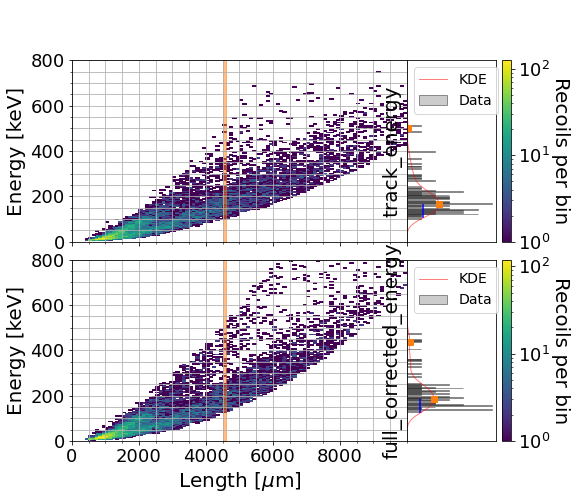 800
600
400
200
0
Energy [keV]
track_energy
KDE
Data
10²
10¹
10⁰
Recoils per bin
800
600
400
200
0
Energy [keV]
full_corrected_energy
KDE
Data
10²
10¹
10⁰
Recoils per bin
0 2000 4000 6000 8000
Length [μm]